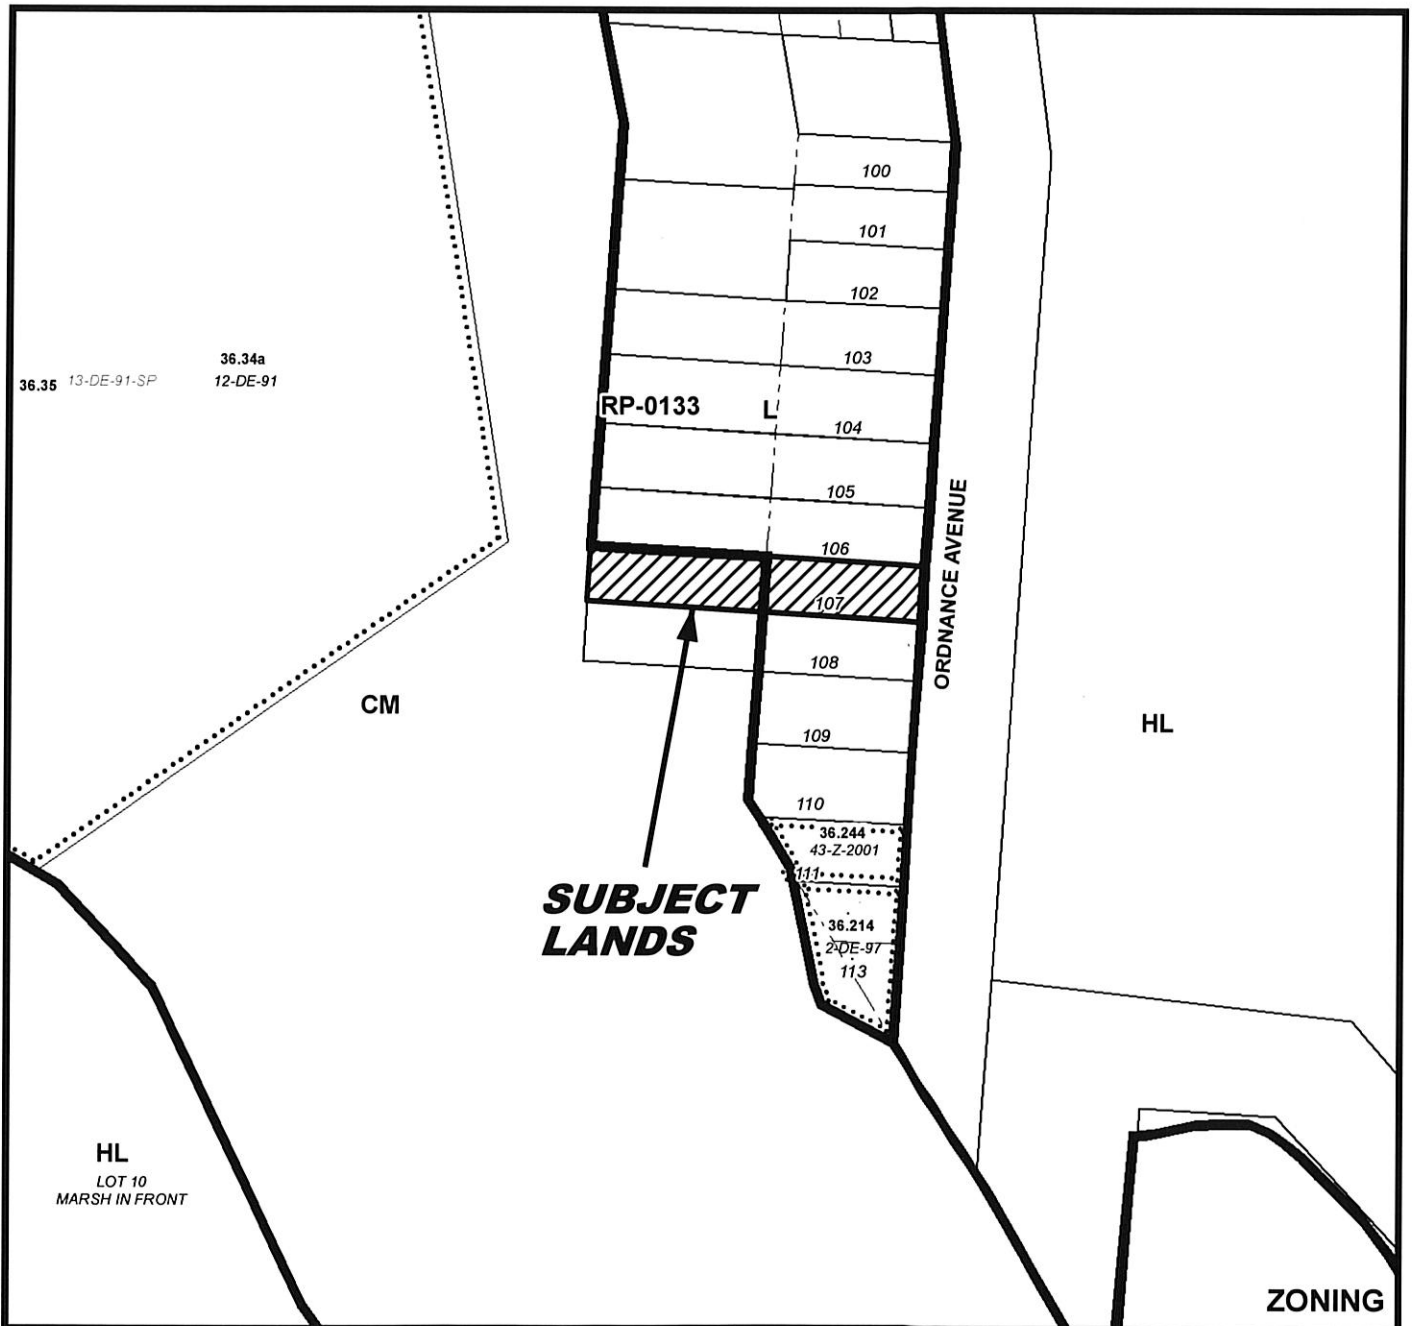 100
101
102
36.34a
36.35 13-DE-91-SP 12-DE-91
103
RP-0133 L
104
105
ORDNANCE AVENUE
106
107
108
CM
HL
109
110
36.244
43-Z-2001
111
SUBJECT
LANDS
36.214
2-DE-97
113
HL
LOT 10
MARSH IN FRONT
ZONING